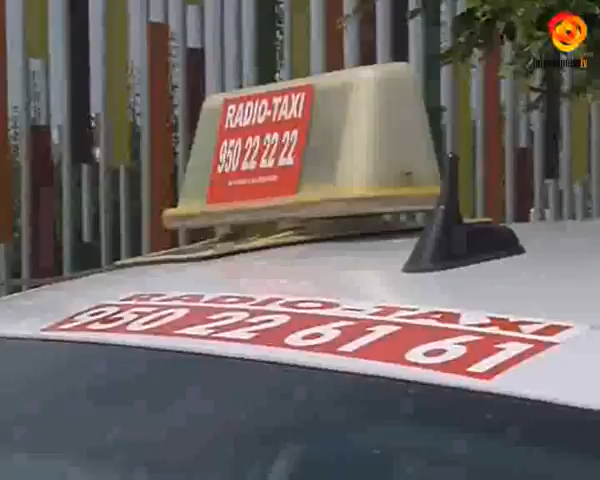 RADIO-TAXI
950 22 22 22
RADIO-TAXI
950 22 61 61